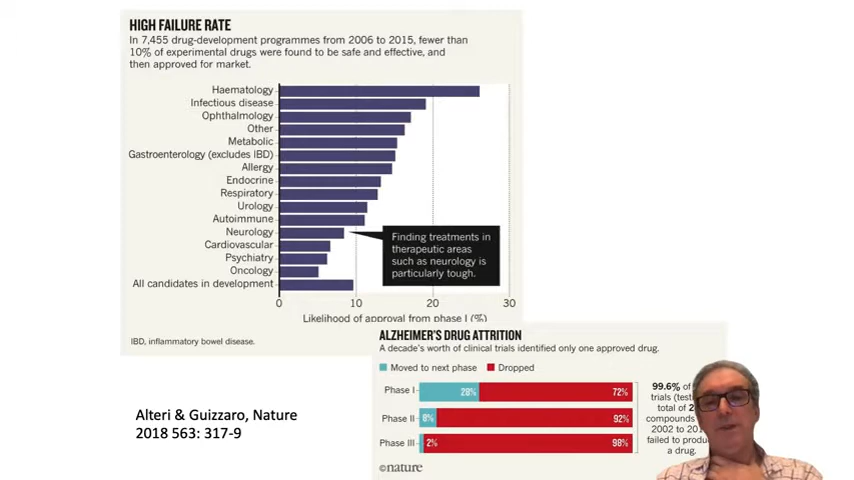 HIGH FAILURE RATE
In 7,455 drug-development programmes from 2006 to 2015, fewer than
10% of experimental drugs were found to be safe and effective, and
then approved for market.
Haematology
Infectious disease
Ophthalmology
Other
Metabolic
Gastroenterology (excludes IBD)
Allergy
Endocrine
Respiratory
Urology
Autoimmune
Neurology
Cardiovascular
Psychiatry
Oncology
All candidates in development
Finding treatments in
therapeutic areas
such as neurology is
particularly tough.
0 10 20 30
Likelihood of approval from phase I (%)
IBD, inflammatory bowel disease.
ALZHEIMER'S DRUG ATTRITION
A decade's worth of clinical trials identified only one approved drug.
Moved to next phase Dropped
Phase I 28% 72%
Phase II 8% 92%
Phase III 2% 98%
99.6% of
trials
total of
compounds
2002 to
failed to
a drug.
©nature
Alteri & Guizzaro, Nature
2018 563: 317-9